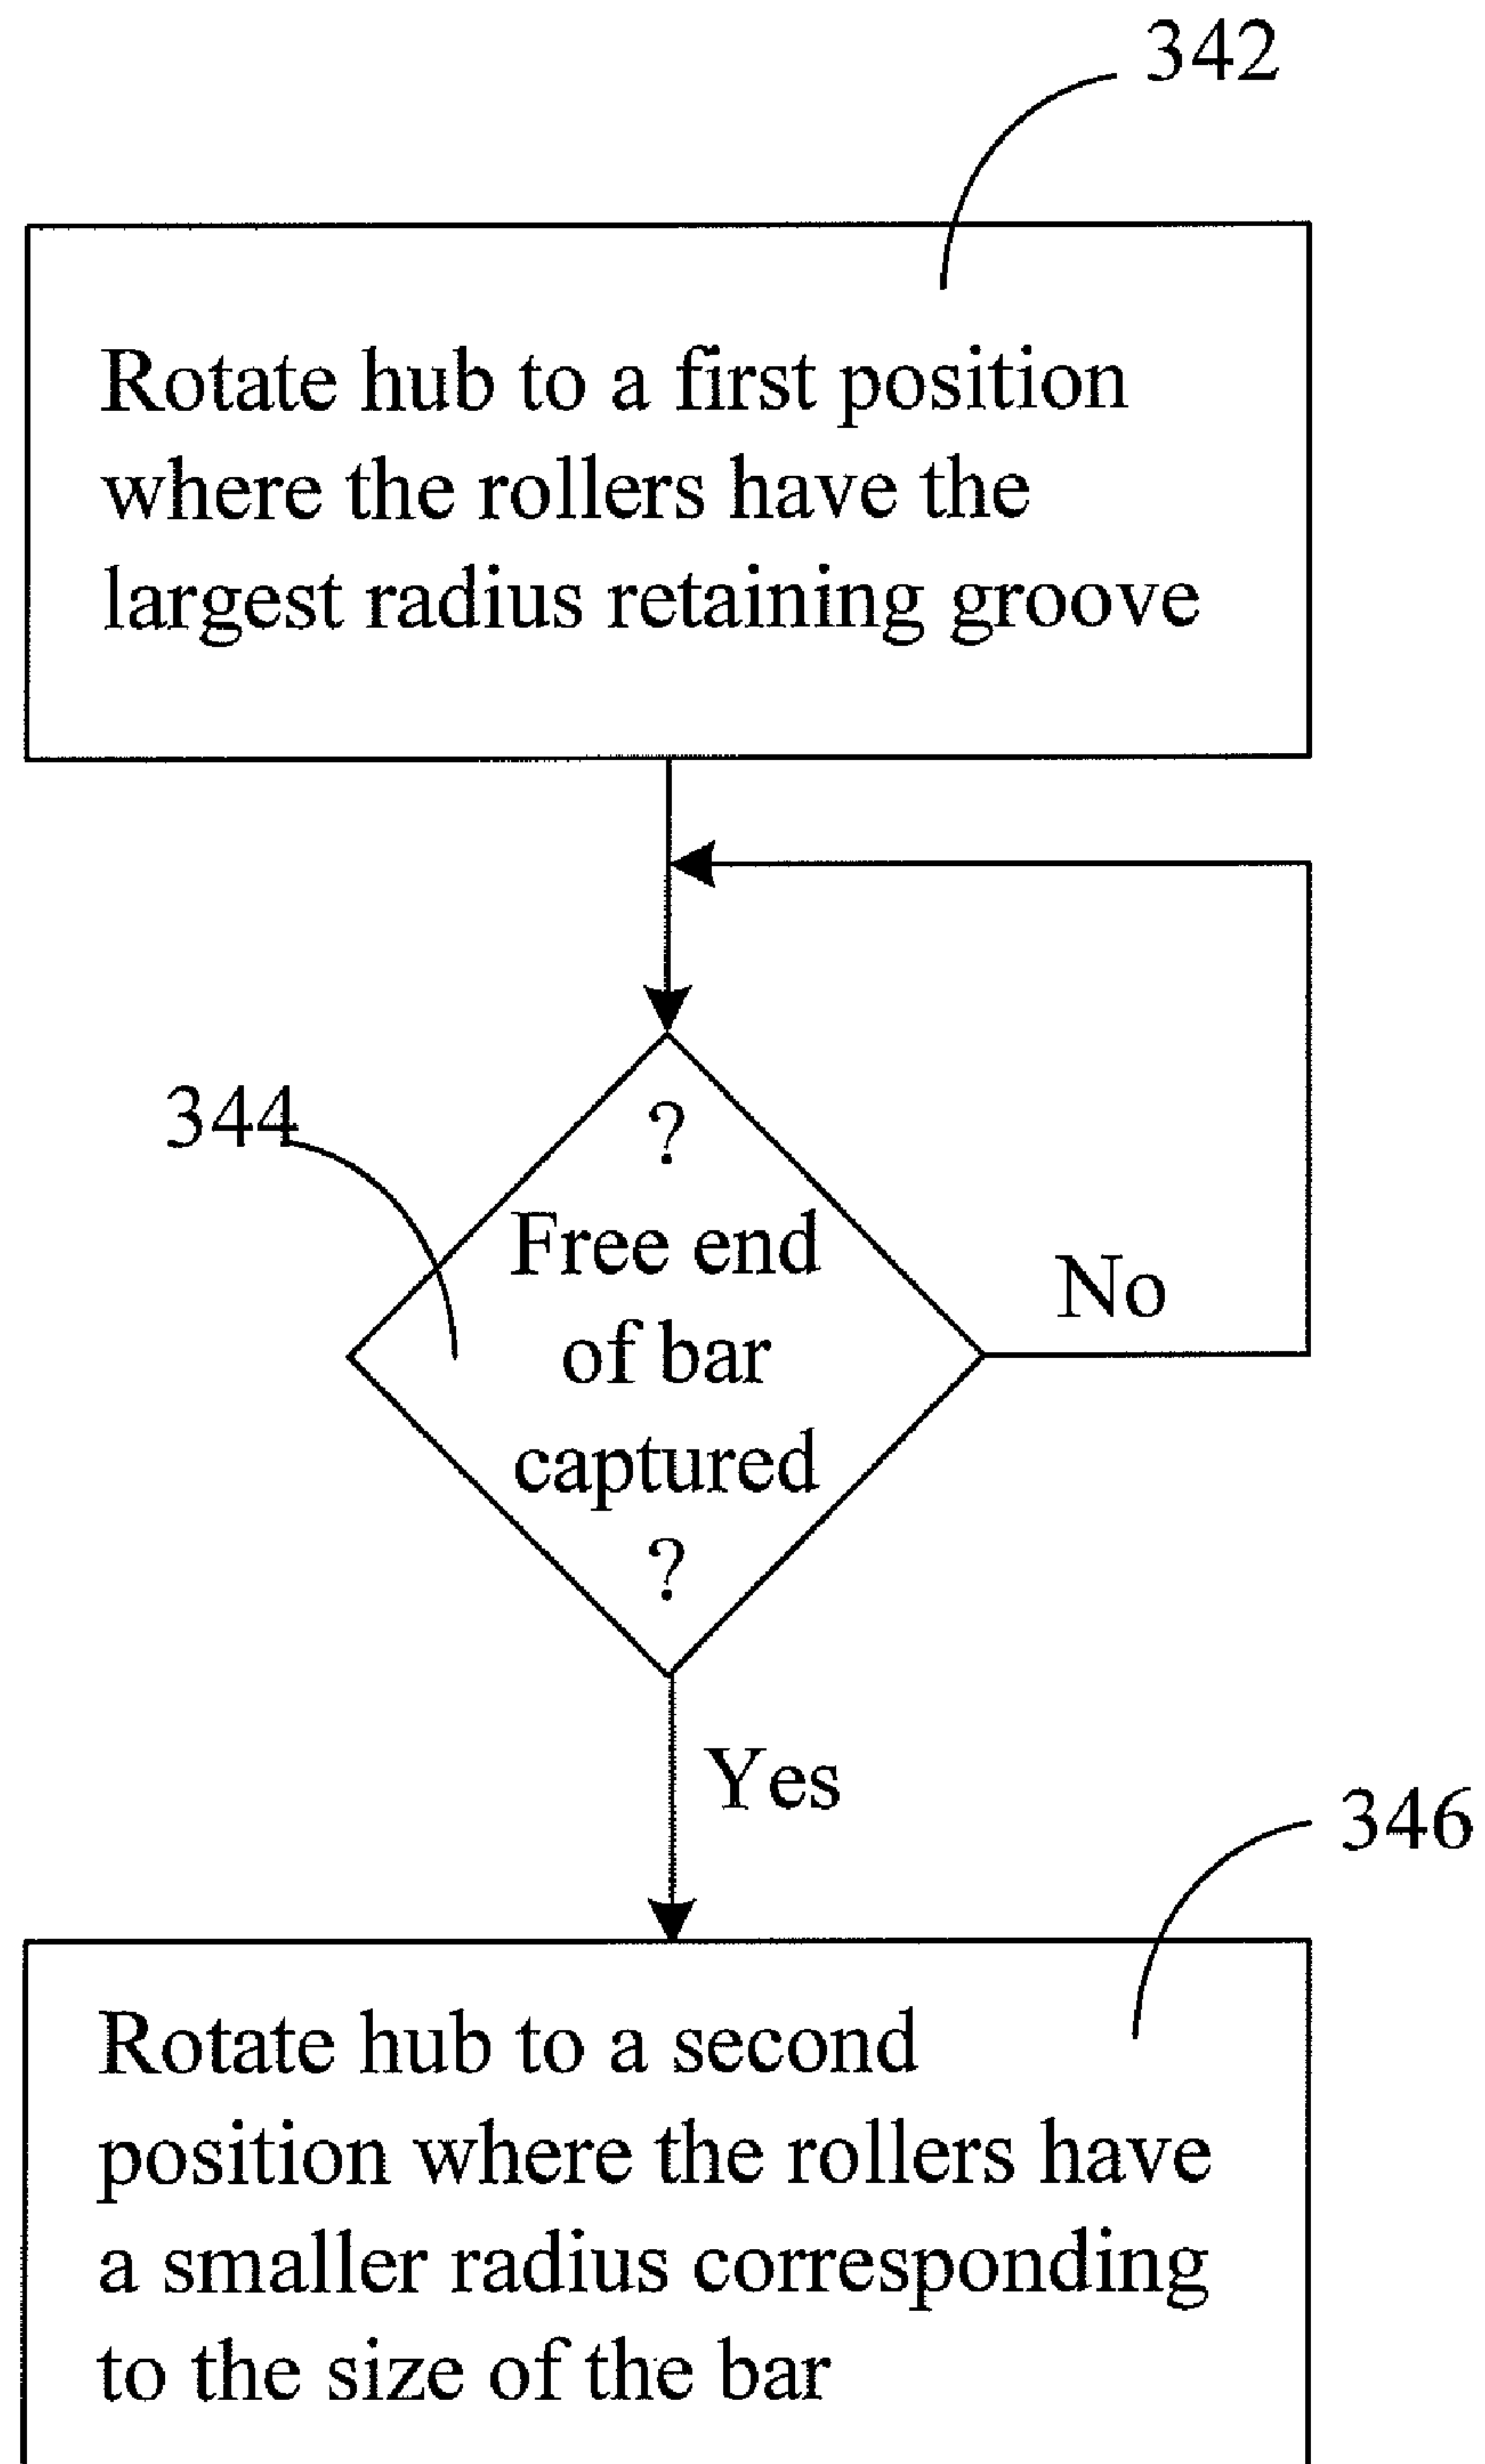 342
Rotate hub to a first position
where the rollers have the
largest radius retaining groove
344
?
Free end
of bar
captured
?
No
Yes
346
Rotate hub to a second
position where the rollers have
a smaller radius corresponding
to the size of the bar